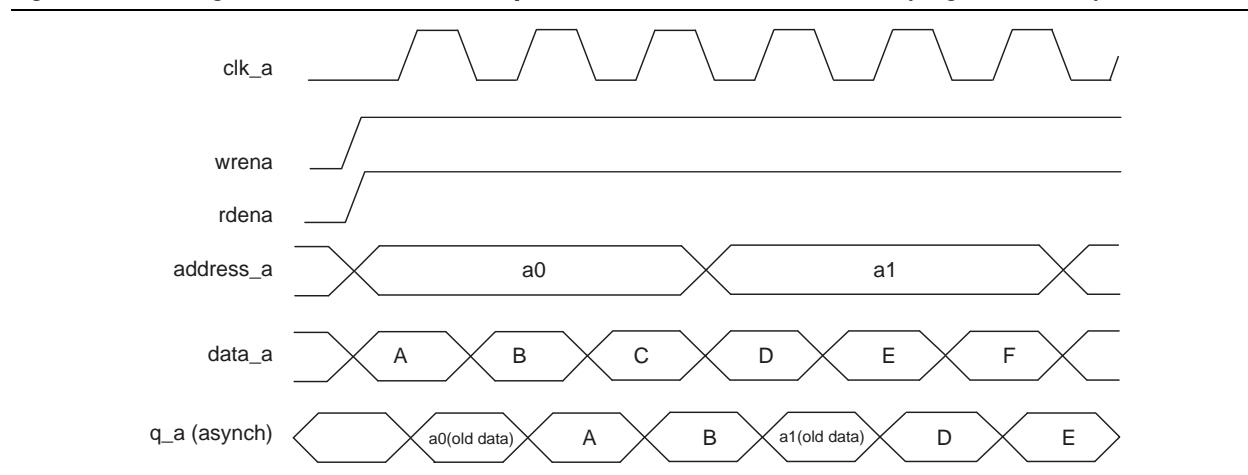 clk_a
wrena
rdena
address_a a0 a1
data_a A B C D E F
q_a (asynch) a0(old data) A B a1(old data) D E